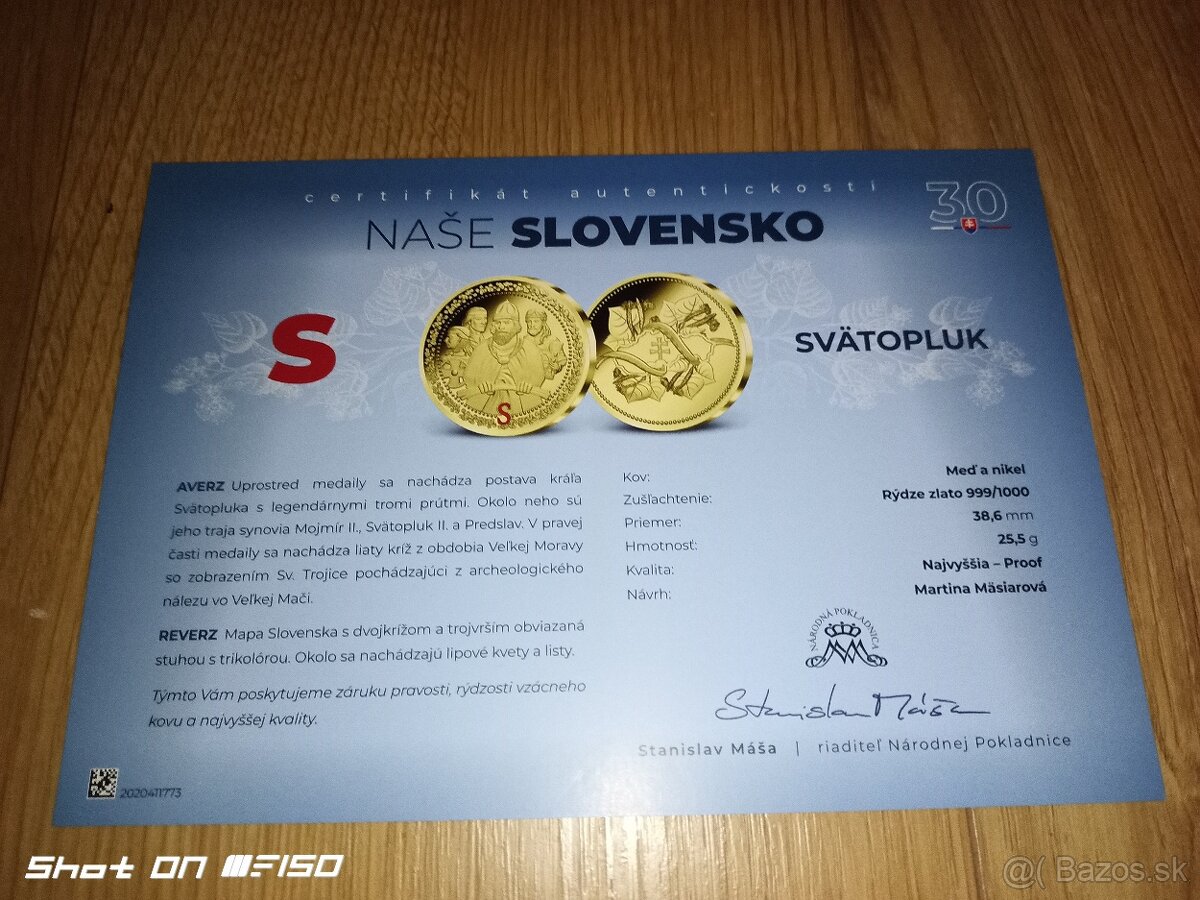 certifikát autentickosti
NAŠE SLOVENSKO
30
S
S
SVÄTOPLUK
AVERZ Uprostred medaily sa nachádza postava kráľa
Svätopluka s legendárnymi tromi prútmi. Okolo neho sú
jeho traja synovia Mojmír II., Svätopluk II. a Predslav. V pravej
časti medaily sa nachádza liaty kríž z obdobia Veľkej Moravy
so zobrazením Sv. Trojice pochádzajúci z archeologického
nálezu vo Veľkej Mači.
REVERZ Mapa Slovenska s dvojkrížom a trojvrším obviazaná
stuhou s trikolórou. Okolo sa nachádzajú lipové kvety a listy.
Týmto Vám poskytujeme záruku pravosti, rýdzosti vzácneho
kovu a najvyššej kvality.
2020411773
Kov: Meď a nikel
Zušľachtenie: Rýdze zlato 999/1000
Priemer: 38,6 mm
Hmotnosť: 25,5 g
Kvalita: Najvyššia – Proof
Návrh: Martina Mäsiarová
NÁRODNÁ POKLADNICA
Stanislav Máša
Stanislav Máša | riaditeľ Národnej Pokladnice
Shot ON MF150
@( Bazos.sk